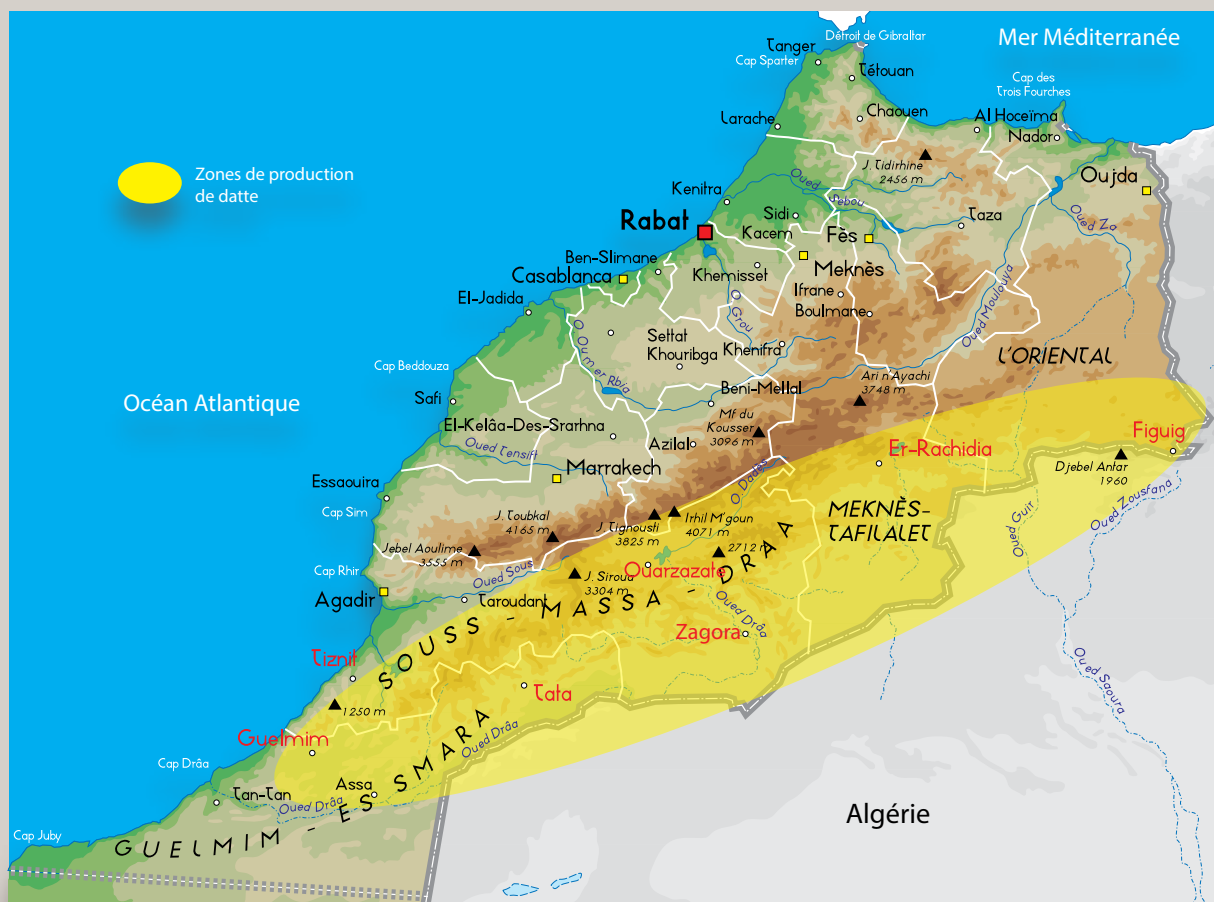 Détroit de Gibraltar
Mer Méditerranée
Tanger
Cap Sparter
Tétouan
Cap des
Trois Fourches
Chaouen
Larache
Al Hoceïma
Nador
Zones de production
de datte
J. Tidirhine
2456 m
Oujda
Kenitra
Oued Sebou
Sidi
Kacem
Rabat
Fès
Taza
Oued Za
Ben-Slimane
Casablanca
Khemisset
Meknès
Ifrane
Boulmane
El-Jadida
O. Grou
Oued Moulouya
Settat
Khouribga
Khenifra
O. Oum er Rbia
L'ORIENTAL
Cap Beddouza
Ari n Ayachi
3748 m
Beni-Mellal
Safi
Océan Atlantique
El-Kelâa-Des-Srarhna
Mf du
Kousser
3096 m
Azilal
Oued Tensift
Figuig
Er-Rachidia
Marrakech
Djebel Antar
1960
O. Dadès
Essaouira
Cap Sim
Oued Guir
Oued Zousfana
MEKNÈS-
TAFILALET
J. Toubkal
4165 m
J. Tignousti
3825 m
Irhil M'goun
4071 m
Jebel Aoulime
3555 m
2712 m
Cap Rhir
Oued Sous
J. Siroua
3304 m
Ouarzazate
Agadir
Taroudant
SOUSS - MASSA - DRAA
Oued Drâa
Zagora
Tiznit
Oued Saoura
Tata
1250 m
Guelmim
Oued Drâa
Cap Drâa
Assa
Tan-Tan
Oued Drâa
Algérie
Cap Juby
GUELMIM - ES SMARA